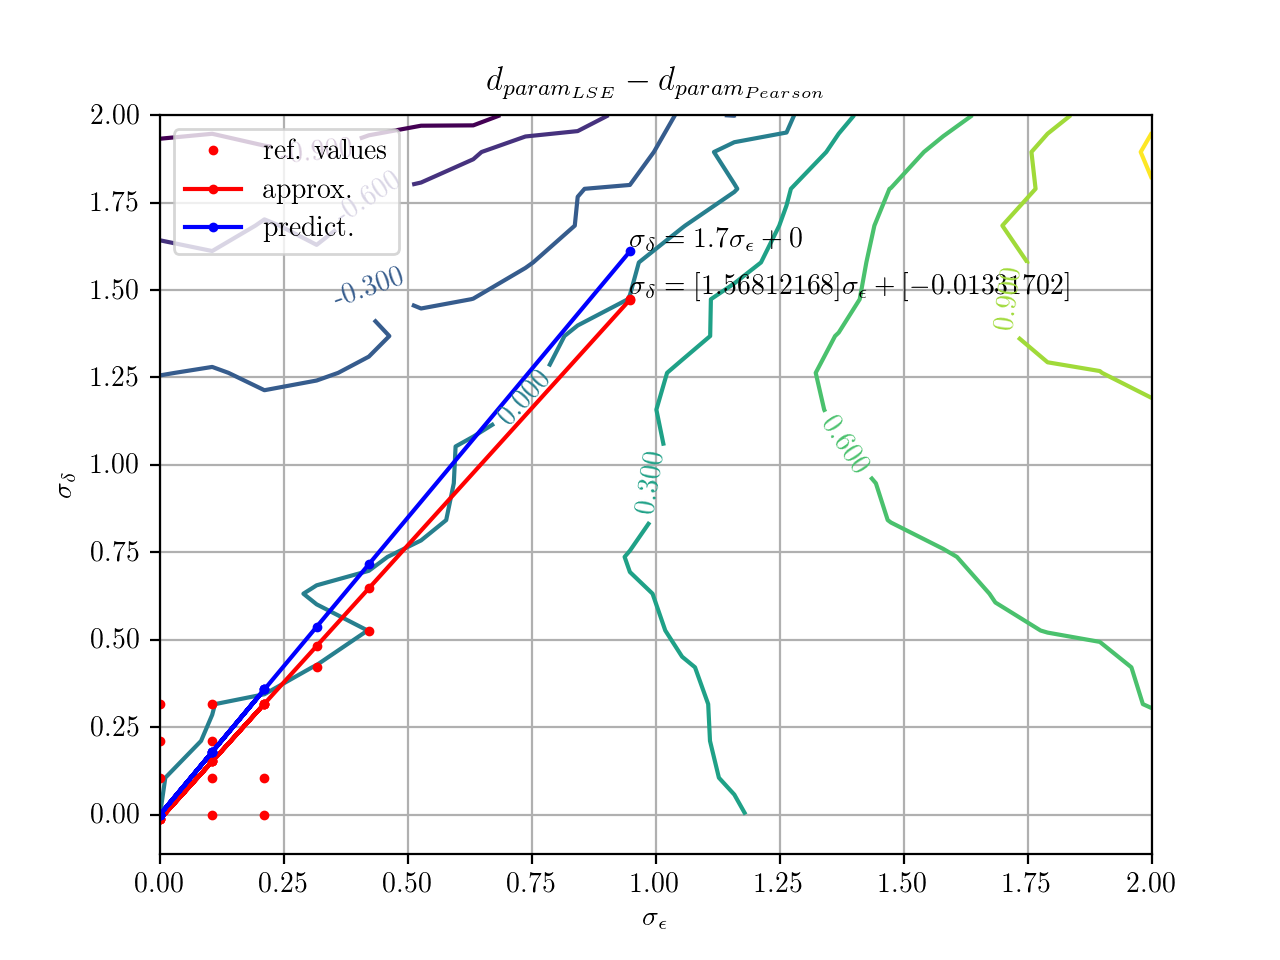 d_{param_{LSE}} − d_{param_{Pearson}}
2.00
1.75
1.50
1.25
1.00
0.75
0.50
0.25
0.00
σ_δ
ref. values
approx.
predict.
-0.900
-0.600
-0.300
0.000
0.300
0.600
0.900
σ_δ = 1.7σ_ϵ + 0
σ_δ = [1.56812168]σ_ϵ + [−0.01331702]
0.00 0.25 0.50 0.75 1.00 1.25 1.50 1.75 2.00
σ_ϵ